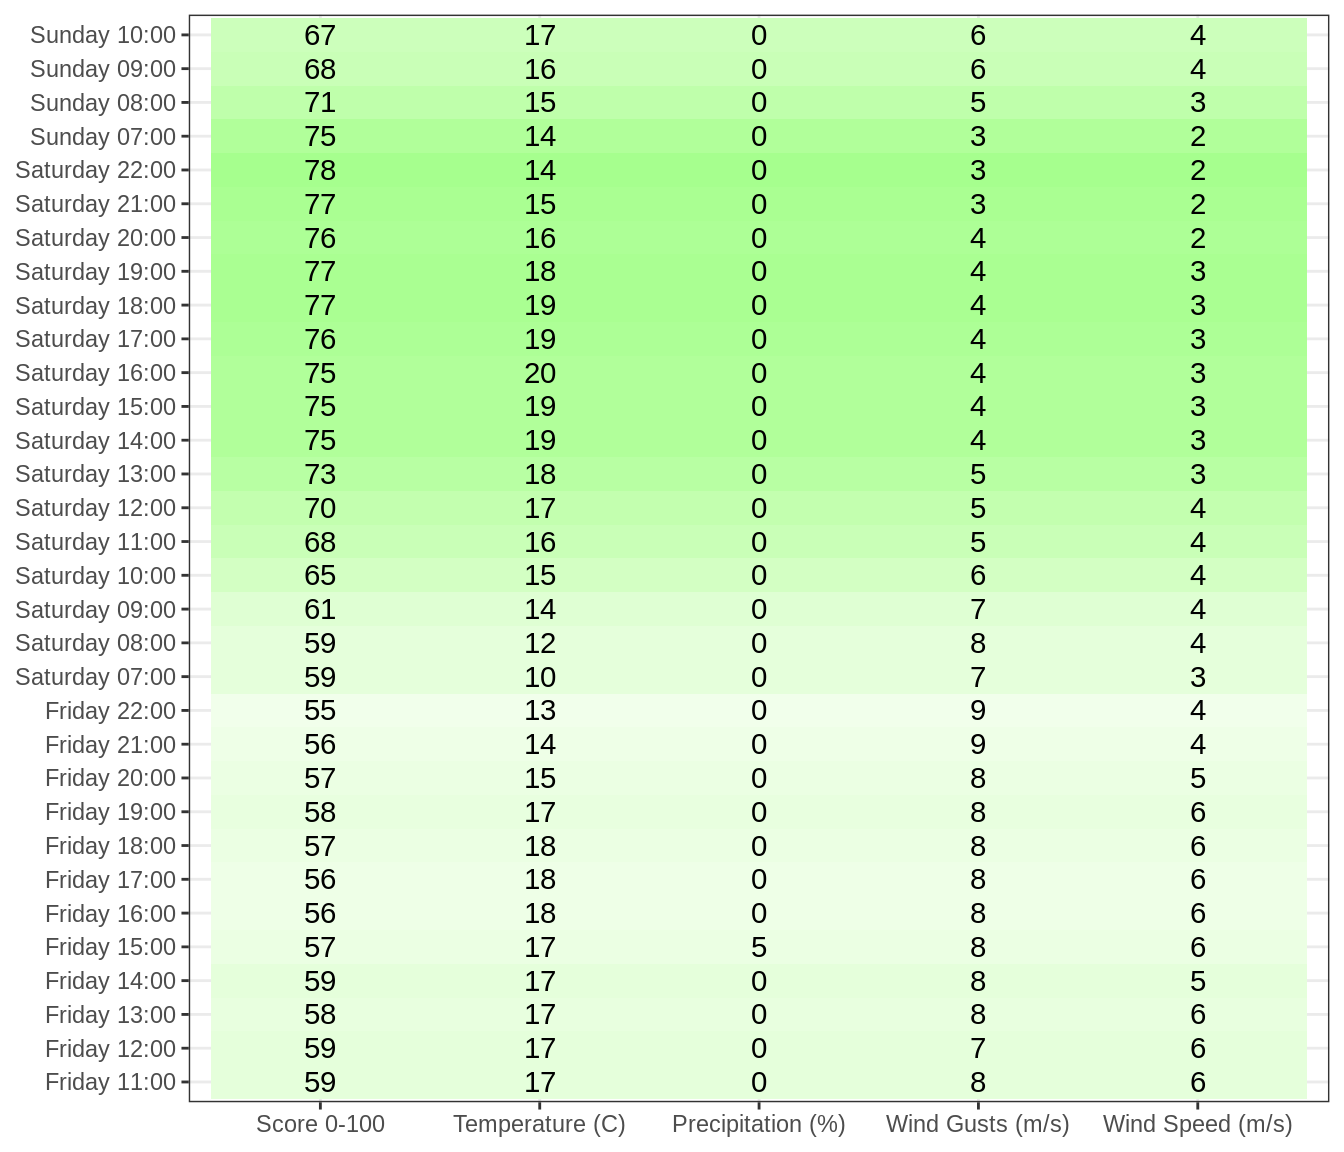 Sunday 10:00 67 17 0 6 4
Sunday 09:00 68 16 0 6 4
Sunday 08:00 71 15 0 5 3
Sunday 07:00 75 14 0 3 2
Saturday 22:00 78 14 0 3 2
Saturday 21:00 77 15 0 3 2
Saturday 20:00 76 16 0 4 2
Saturday 19:00 77 18 0 4 3
Saturday 18:00 77 19 0 4 3
Saturday 17:00 76 19 0 4 3
Saturday 16:00 75 20 0 4 3
Saturday 15:00 75 19 0 4 3
Saturday 14:00 75 19 0 4 3
Saturday 13:00 73 18 0 5 3
Saturday 12:00 70 17 0 5 4
Saturday 11:00 68 16 0 5 4
Saturday 10:00 65 15 0 6 4
Saturday 09:00 61 14 0 7 4
Saturday 08:00 59 12 0 8 4
Saturday 07:00 59 10 0 7 3
Friday 22:00 55 13 0 9 4
Friday 21:00 56 14 0 9 4
Friday 20:00 57 15 0 8 5
Friday 19:00 58 17 0 8 6
Friday 18:00 57 18 0 8 6
Friday 17:00 56 18 0 8 6
Friday 16:00 56 18 0 8 6
Friday 15:00 57 17 5 8 6
Friday 14:00 59 17 0 8 5
Friday 13:00 58 17 0 8 6
Friday 12:00 59 17 0 7 6
Friday 11:00 59 17 0 8 6
Score 0-100 Temperature (C) Precipitation (%) Wind Gusts (m/s) Wind Speed (m/s)